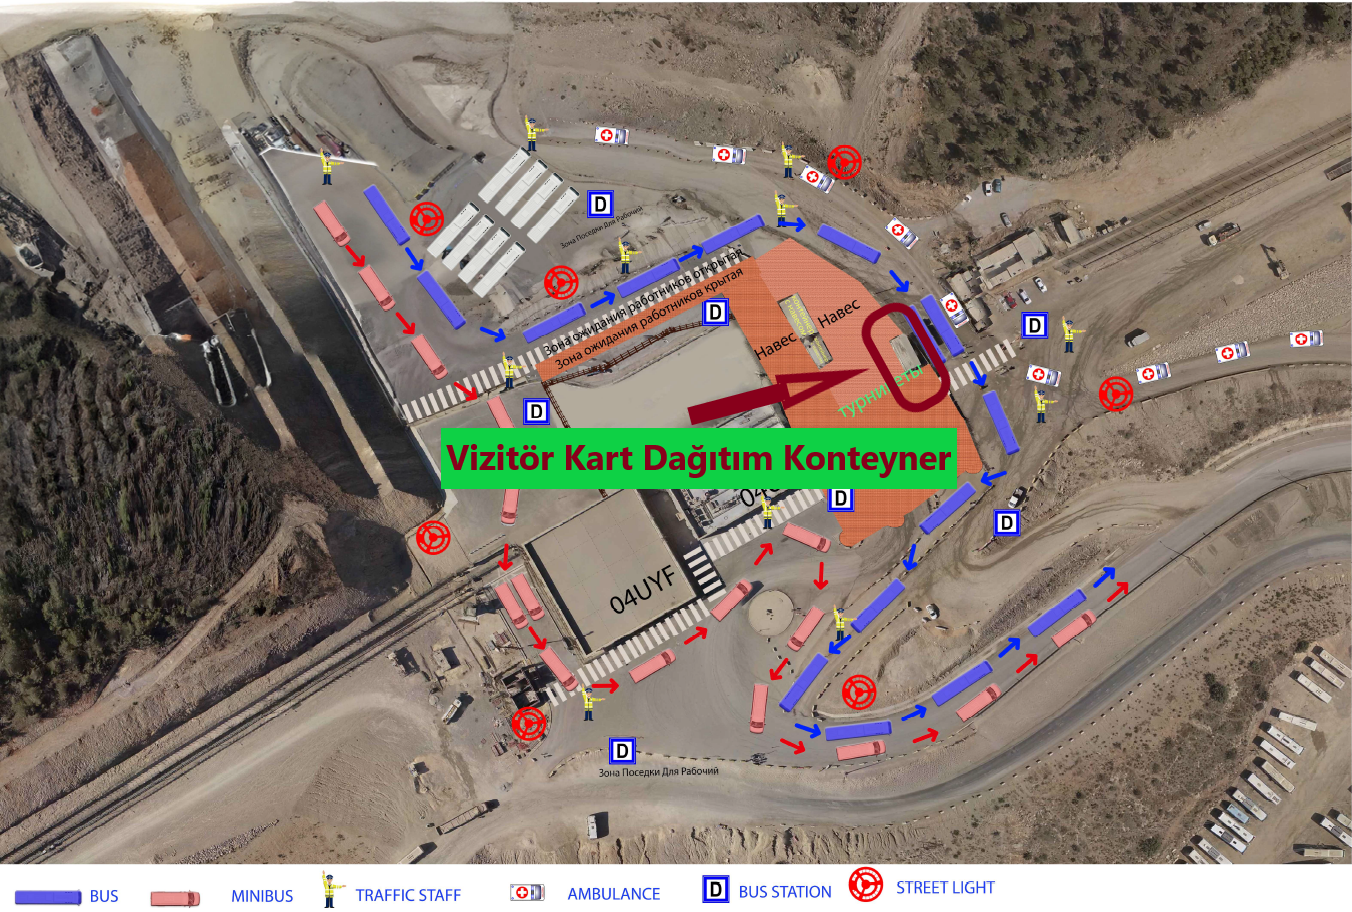 Зона Поседки Для Рабочий
D
Зона ожидания работников открытая
Зона ожидания работников крытая
D
Навес
Навес
D
турникеты
D
Vizitör Kart Dağıtım Konteyner
D
D
04UYF
D
Зона Поседки Для Рабочий
BUS
MINIBUS
TRAFFIC STAFF
AMBULANCE
D
BUS STATION
STREET LIGHT